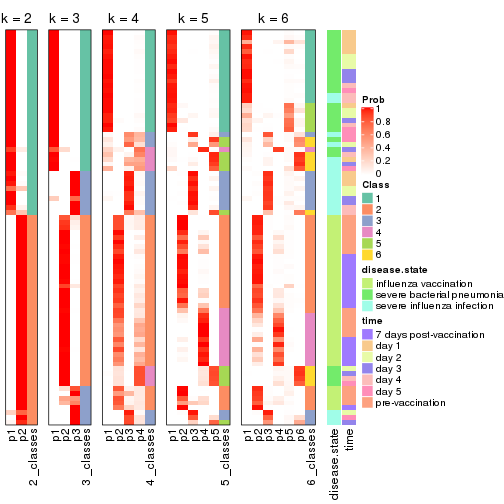 k = 2 k = 3 k = 4 k = 5 k = 6
Prob
1
0.8
0.6
0.4
0.2
0
Class
1
2
3
4
5
6
disease.state
influenza vaccination
severe bacterial pneumonia
severe influenza infection
time
7 days post-vaccination
day 1
day 2
day 3
day 4
day 5
pre-vaccination
p1
p2
2_classes
p1
p2
p3
3_classes
p1
p2
p3
p4
4_classes
p1
p2
p3
p4
p5
5_classes
p1
p2
p3
p4
p5
p6
6_classes
disease.state
time